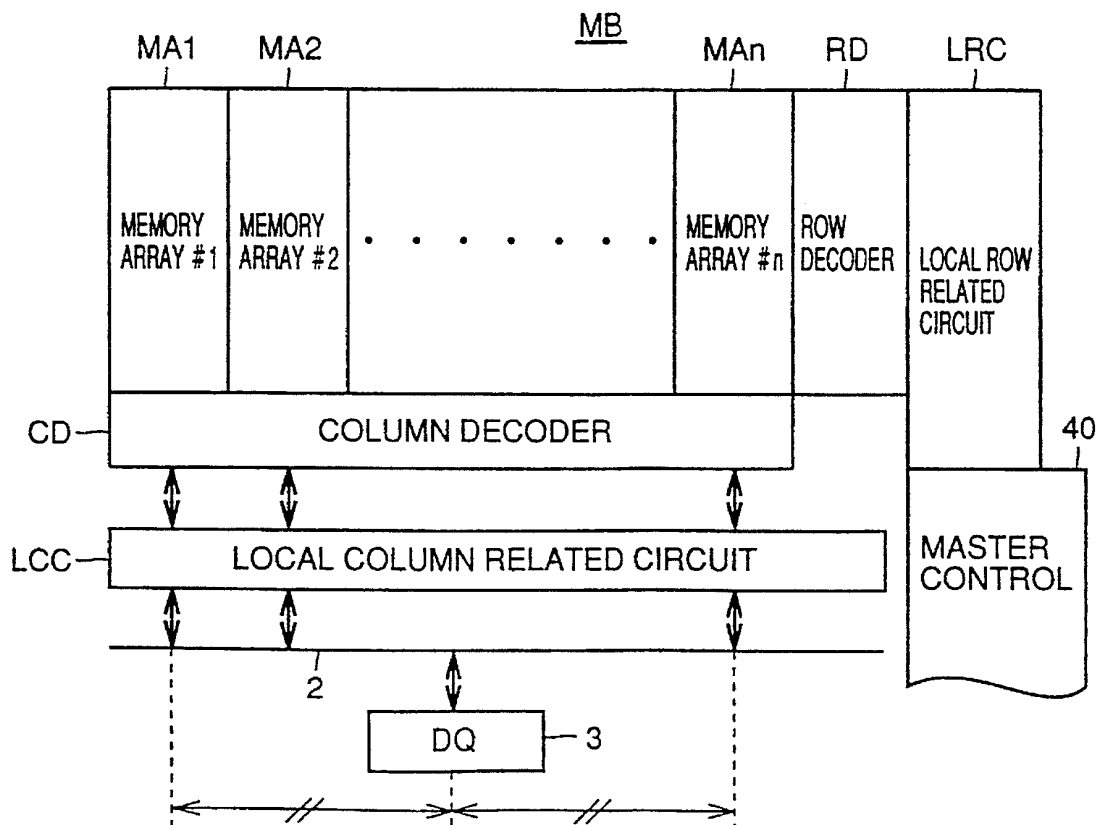 MB
MA1 MA2 MAn RD LRC
MEMORY
ARRAY #1
MEMORY
ARRAY #2
MEMORY
ARRAY #n
ROW
DECODER
LOCAL ROW
RELATED
CIRCUIT
CD
COLUMN DECODER
40
LCC
LOCAL COLUMN RELATED CIRCUIT
MASTER
CONTROL
2
DQ
3